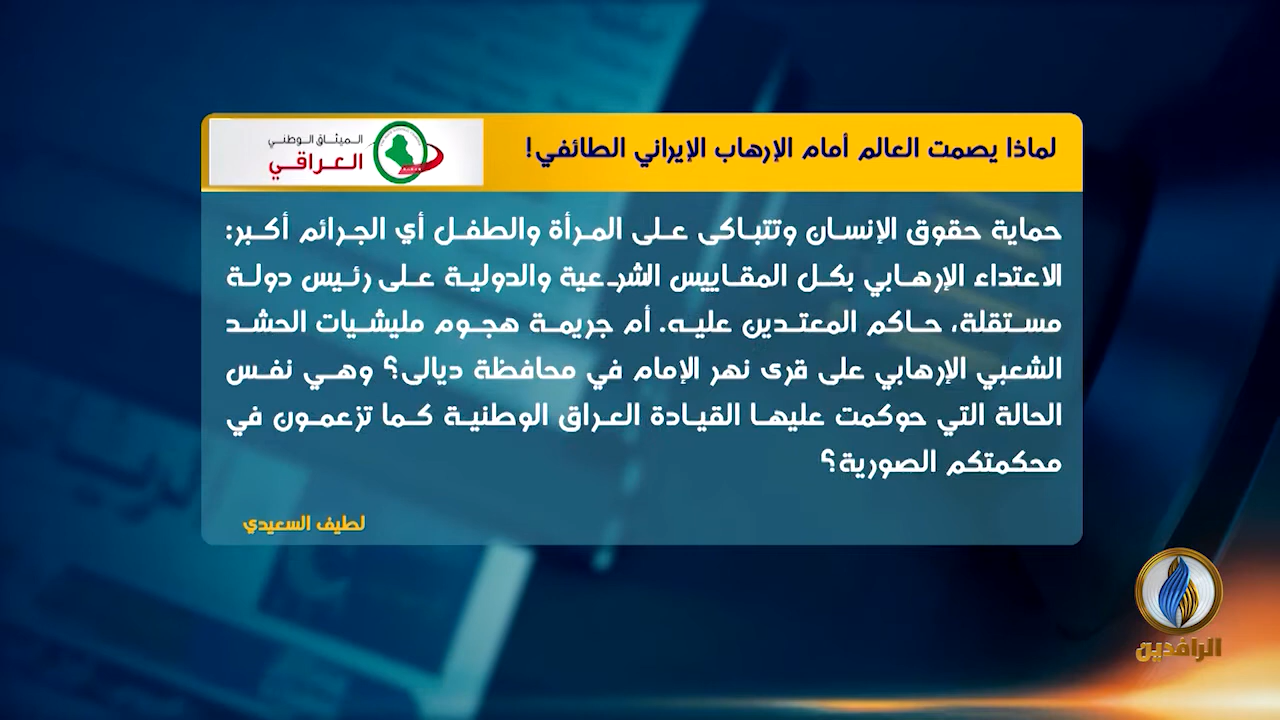 لماذا يصمت العالم أمام الإرهاب الإيراني الطائفي!
الميثاق الوطني
العراقي
حماية حقوق الإنسان وتتباكى على المرأة والطفل أي الجرائم أكبر:
الاعتداء الإرهابي بكل المقاييس الشرعية والدولية على رئيس دولة
مستقلة، حاكم المعتدين عليه. أم جريمة هجوم مليشيات الحشد
الشعبي الإرهابي على قرى نهر الإمام في محافظة ديالى؟ وهي نفس
الحالة التي حوكمت عليها القيادة العراق الوطنية كما تزعمون في
محكمتكم الصورية؟
لطيف السعيدي
الرافدين